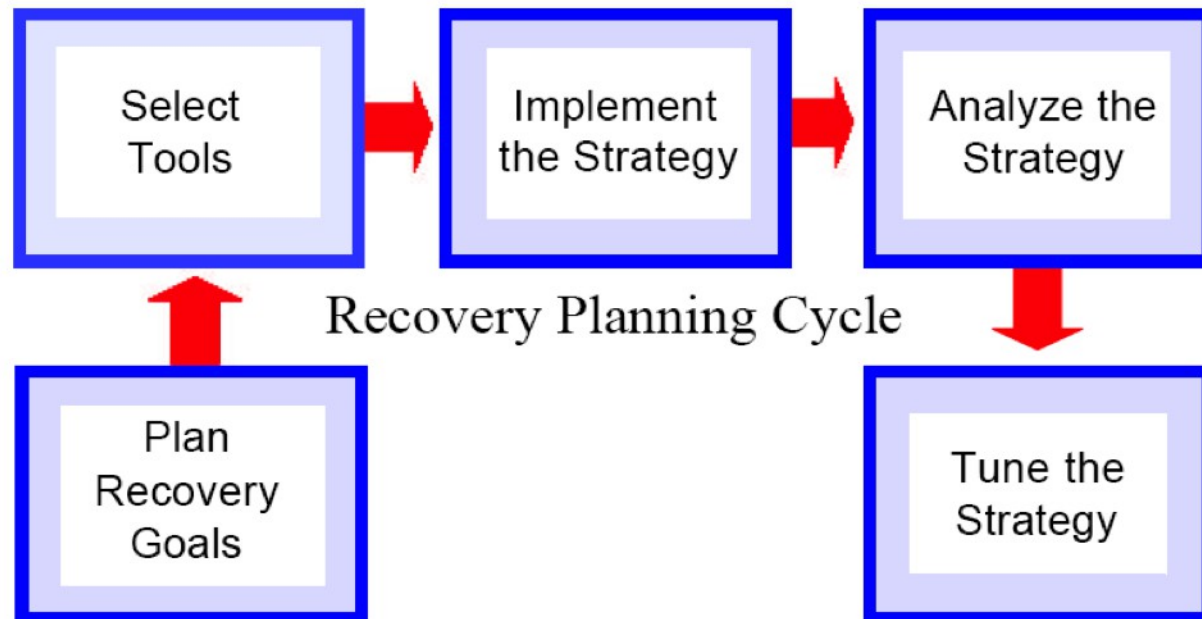 Select
Tools
Implement
the Strategy
Analyze the
Strategy
Recovery Planning Cycle
Plan
Recovery
Goals
Tune the
Strategy